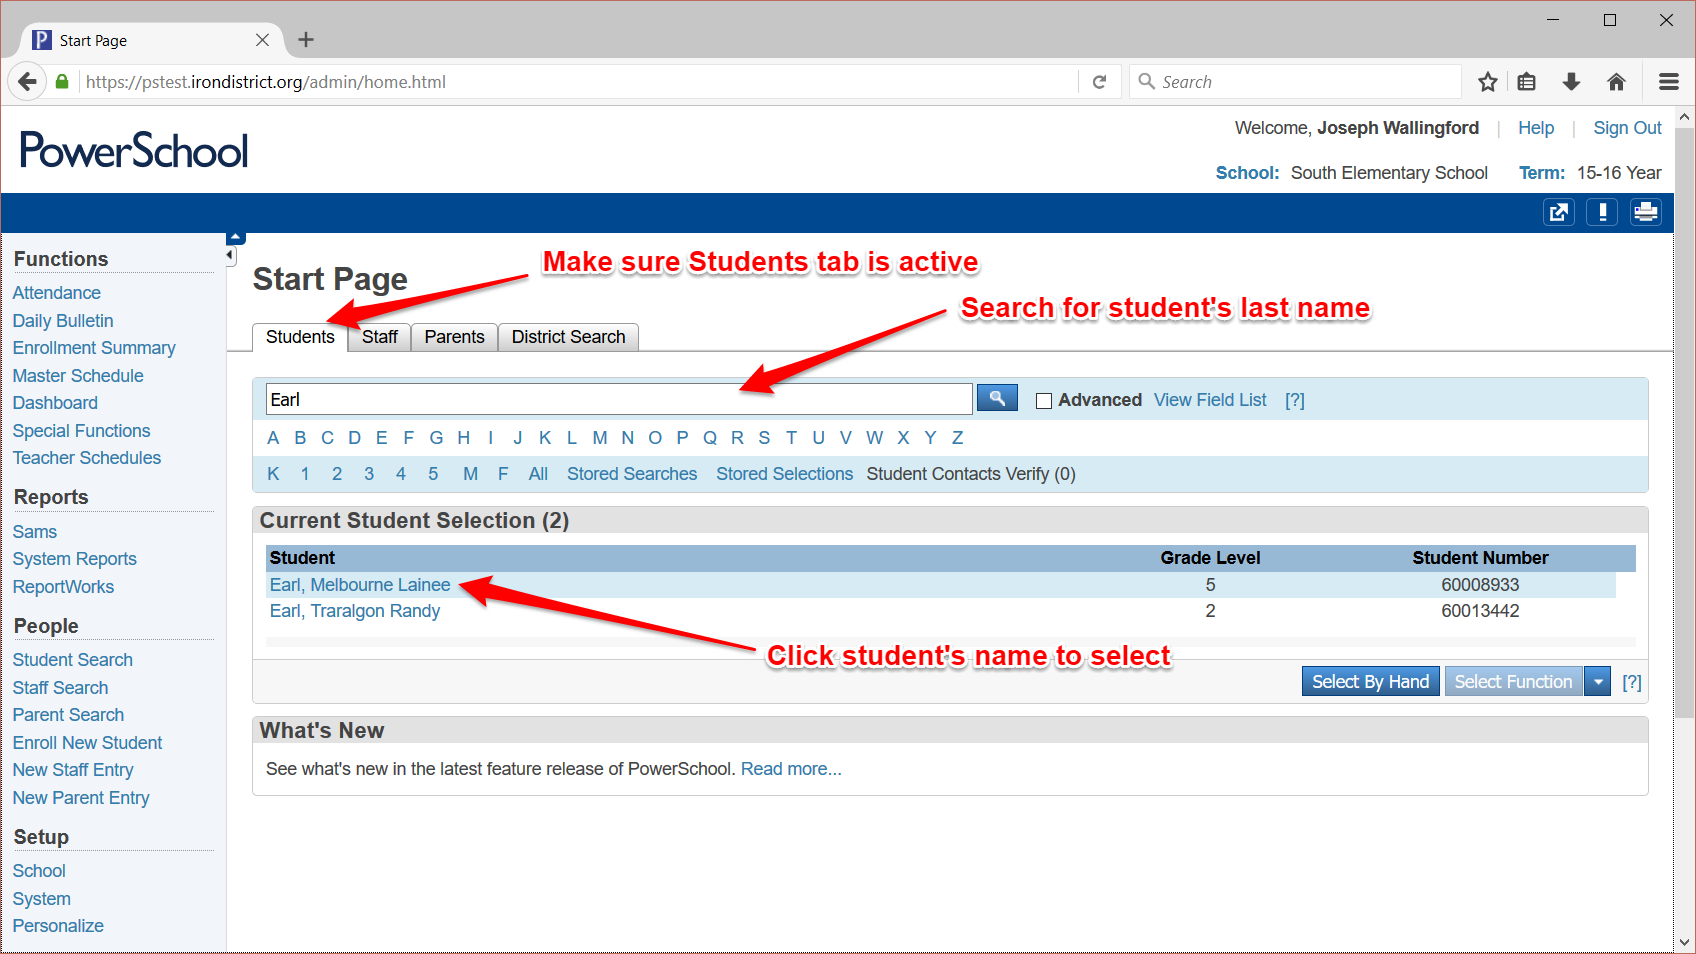 Start Page
https://pstest.irondistrict.org/admin/home.html
Search
PowerSchool
Welcome, Joseph Wallingford | Help | Sign Out
School: South Elementary School Term: 15-16 Year
Functions
Attendance
Daily Bulletin
Enrollment Summary
Master Schedule
Dashboard
Special Functions
Teacher Schedules
Reports
Sams
System Reports
ReportWorks
People
Student Search
Staff Search
Parent Search
Enroll New Student
New Staff Entry
New Parent Entry
Setup
School
System
Personalize
Make sure Students tab is active
Start Page
Search for student's last name
Students Staff Parents District Search
Earl Advanced View Field List [?]
A B C D E F G H I J K L M N O P Q R S T U V W X Y Z
K 1 2 3 4 5 M F All Stored Searches Stored Selections Student Contacts Verify (0)
Current Student Selection (2)
Student Grade Level Student Number
Earl, Melbourne Lainee 5 60008933
Earl, Traralgon Randy 2 60013442
Click student's name to select
Select By Hand Select Function [?]
What's New
See what's new in the latest feature release of PowerSchool. Read more...